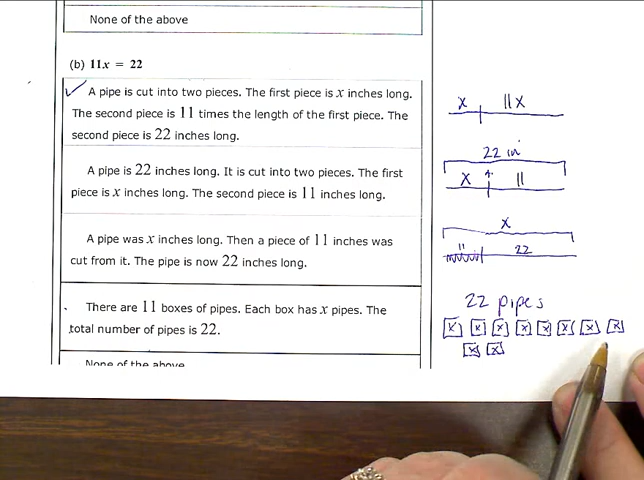 None of the above
(b) 11x = 22
A pipe is cut into two pieces. The first piece is x inches long.
The second piece is 11 times the length of the first piece. The
second piece is 22 inches long.
x 11x
A pipe is 22 inches long. It is cut into two pieces. The first
piece is x inches long. The second piece is 11 inches long.
22 in
x + 11
A pipe was x inches long. Then a piece of 11 inches was
cut from it. The pipe is now 22 inches long.
x
11 22
There are 11 boxes of pipes. Each box has x pipes. The
total number of pipes is 22.
22 pipes
x x x x x x x x
x x
None of the above